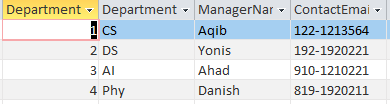 Department Department ManagerNan ContactEmai
1 CS Aqib 122-1213564
2 DS Yonis 192-1920221
3 AI Ahad 910-1210221
4 Phy Danish 819-1920211